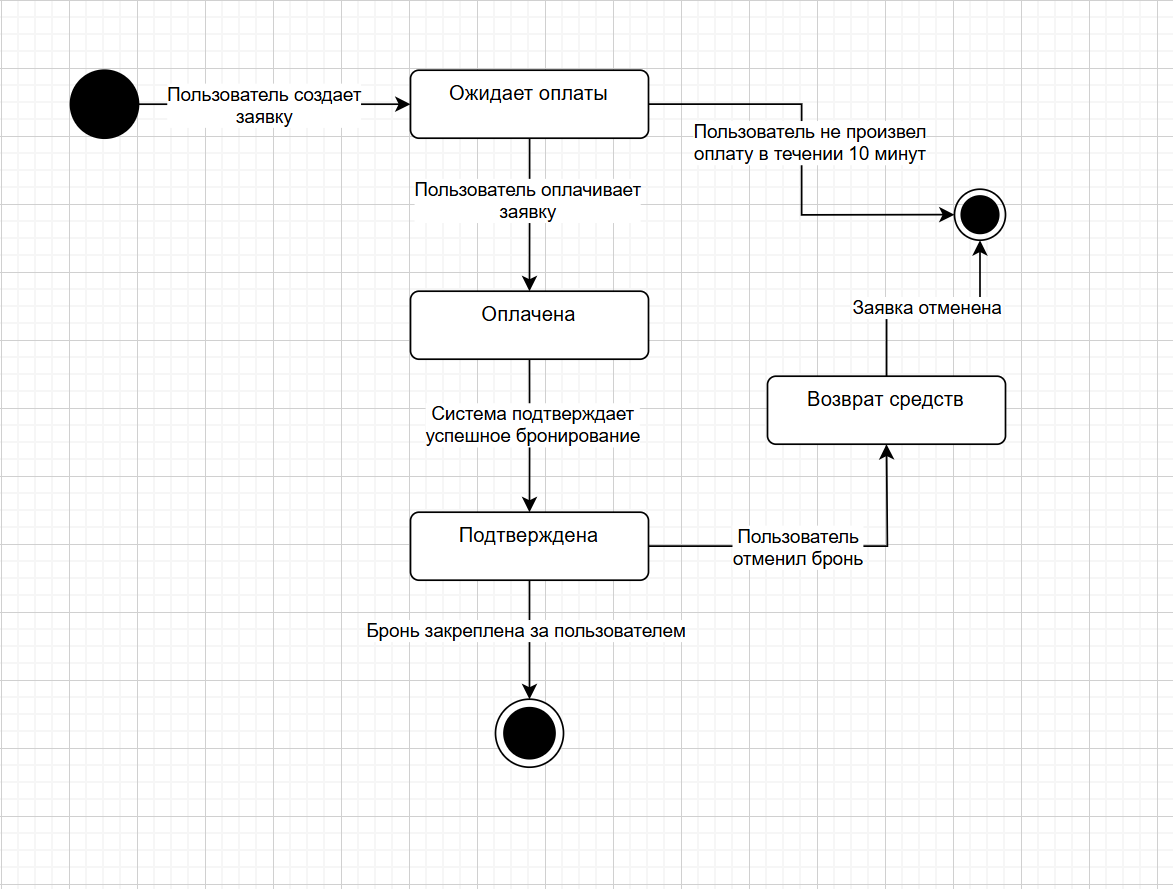 Пользователь создает
заявку
Ожидает оплаты
Пользователь не произвел
оплату в течении 10 минут
Пользователь оплачивает
заявку
Оплачена
Заявка отменена
Возврат средств
Система подтверждает
успешное бронирование
Подтверждена
Пользователь
отменил бронь
Бронь закреплена за пользователем